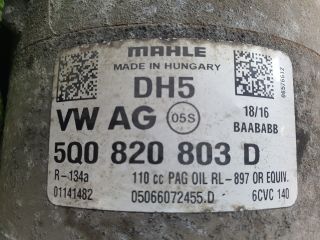 MAHLE
MADE IN HUNGARY
DH5
VW AG 05S 18/16
BAABABB
5Q0 820 803 D
R-134a 110 cc PAG OIL RL-897 OR EQUIV.
01141482 05066072455.D 6CVC 140